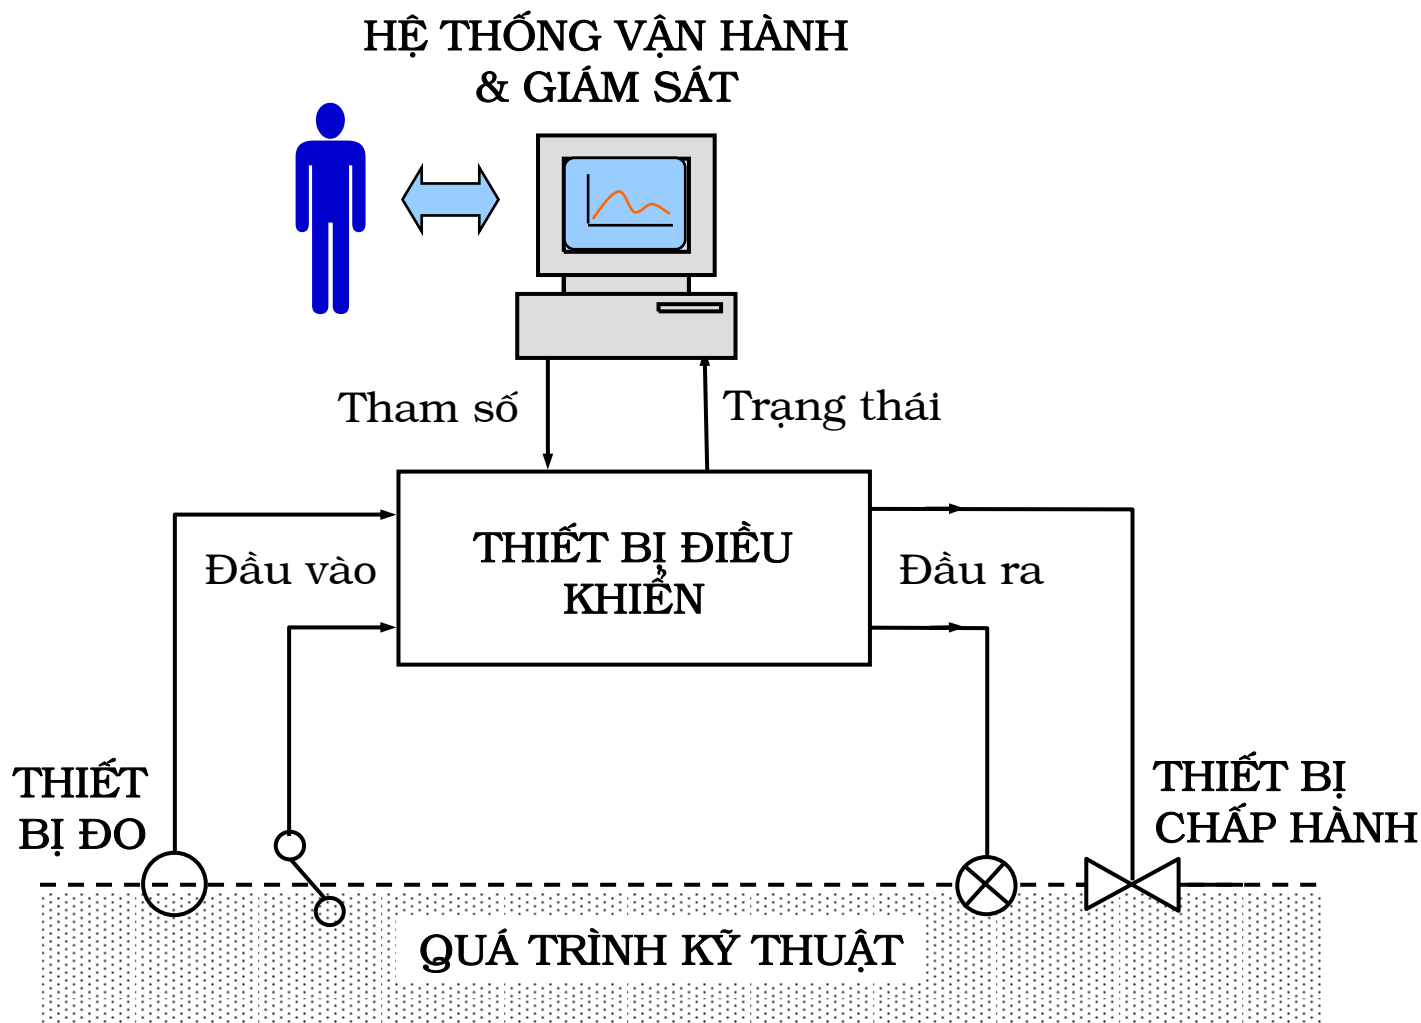 HỆ THỐNG VẬN HÀNH
& GIÁM SÁT
Tham số
Trạng thái
THIẾT BỊ ĐIỀU
KHIỂN
Đầu vào
Đầu ra
THIẾT
BỊ ĐO
THIẾT BỊ
CHẤP HÀNH
QUÁ TRÌNH KỸ THUẬT